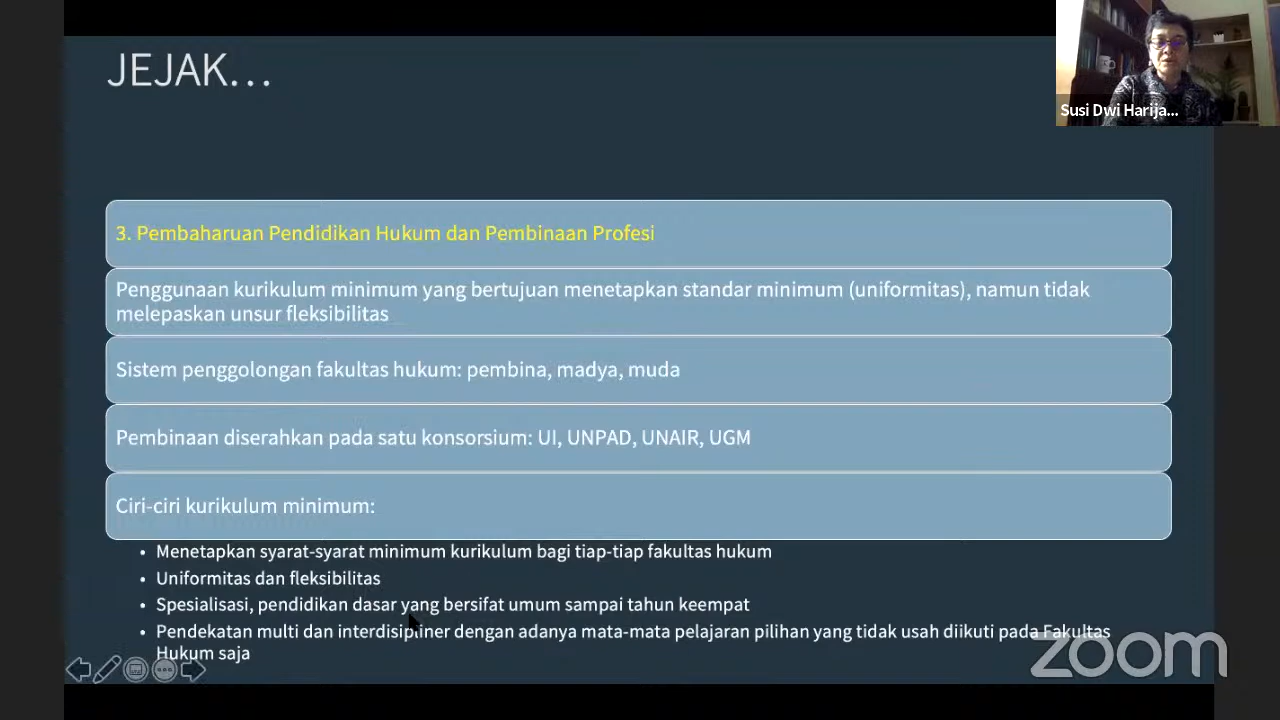 JEJAK...
Susi Dwi Harija...
3. Pembaharuan Pendidikan Hukum dan Pembinaan Profesi
Penggunaan kurikulum minimum yang bertujuan menetapkan standar minimum (uniformitas), namun tidak
melepaskan unsur fleksibilitas
Sistem penggolongan fakultas hukum: pembina, madya, muda
Pembinaan diserahkan pada satu konsorsium: UI, UNPAD, UNAIR, UGM
Ciri-ciri kurikulum minimum:
• Menetapkan syarat-syarat minimum kurikulum bagi tiap-tiap fakultas hukum
• Uniformitas dan fleksibilitas
• Spesialisasi, pendidikan dasar yang bersifat umum sampai tahun keempat
• Pendekatan multi dan interdisipliner dengan adanya mata-mata pelajaran pilihan yang tidak usah diikuti pada Fakultas
Hukum saja
zoom